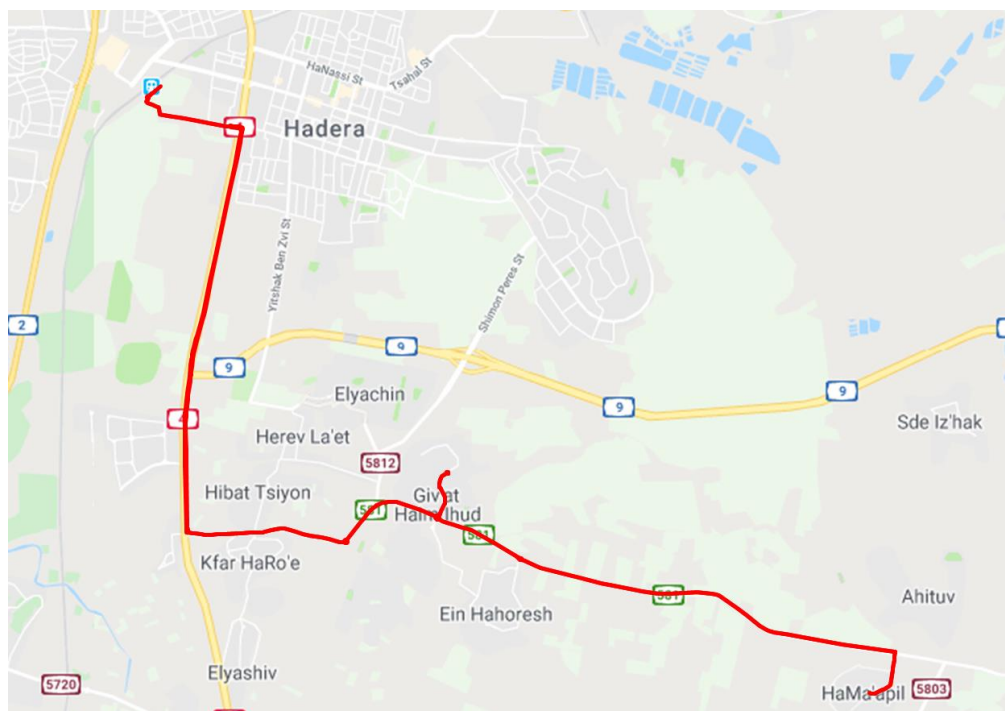 HaNassi St
Tsahal St
Hadera
Yitshak Ben Zvi St
Shimon Peres St
2
9
9
9
9
Elyachin
4
Herev La'et
Sde Iz'hak
5812
Hibat Tsiyon
Giv'at
Haim Ihud
581
581
Kfar HaRo'e
581
Ahituv
Ein Hahoresh
Elyashiv
5720
HaMa'apil
5803